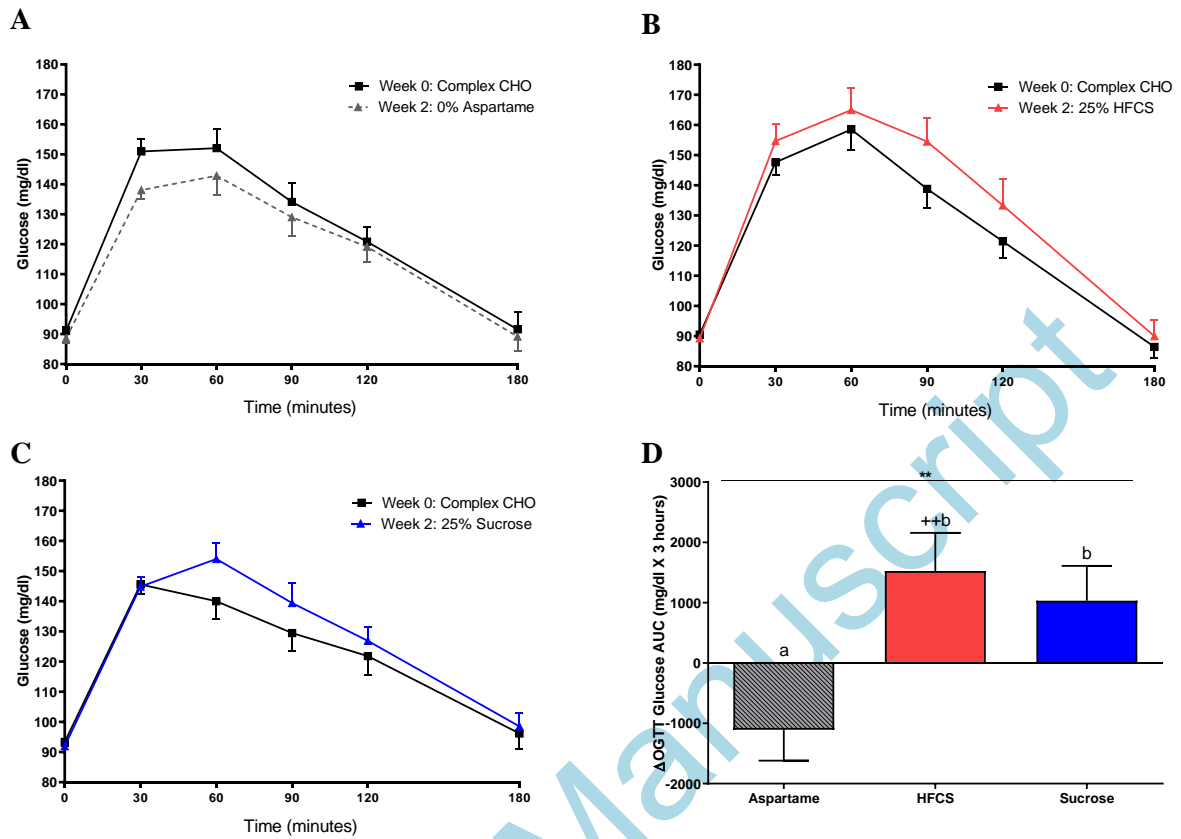 A
Week 0: Complex CHO
Week 2: 0% Aspartame
180
170
160
150
140
130
120
110
100
90
80
Glucose (mg/dl)
0
30
60
90
120
180
Time (minutes)
B
Week 0: Complex CHO
Week 2: 25% HFCS
180
170
160
150
140
130
120
110
100
90
80
Glucose (mg/dl)
0
30
60
90
120
180
Time (minutes)
C
Week 0: Complex CHO
Week 2: 25% Sucrose
180
170
160
150
140
130
120
110
100
90
80
Glucose (mg/dl)
0
30
60
90
120
180
Time (minutes)
D
**
3000
2000
1000
0
-1000
-2000
ΔOGTT Glucose AUC (mg/dl X 3 hours)
a
++b
b
Aspartame
HFCS
Sucrose
Manuscript